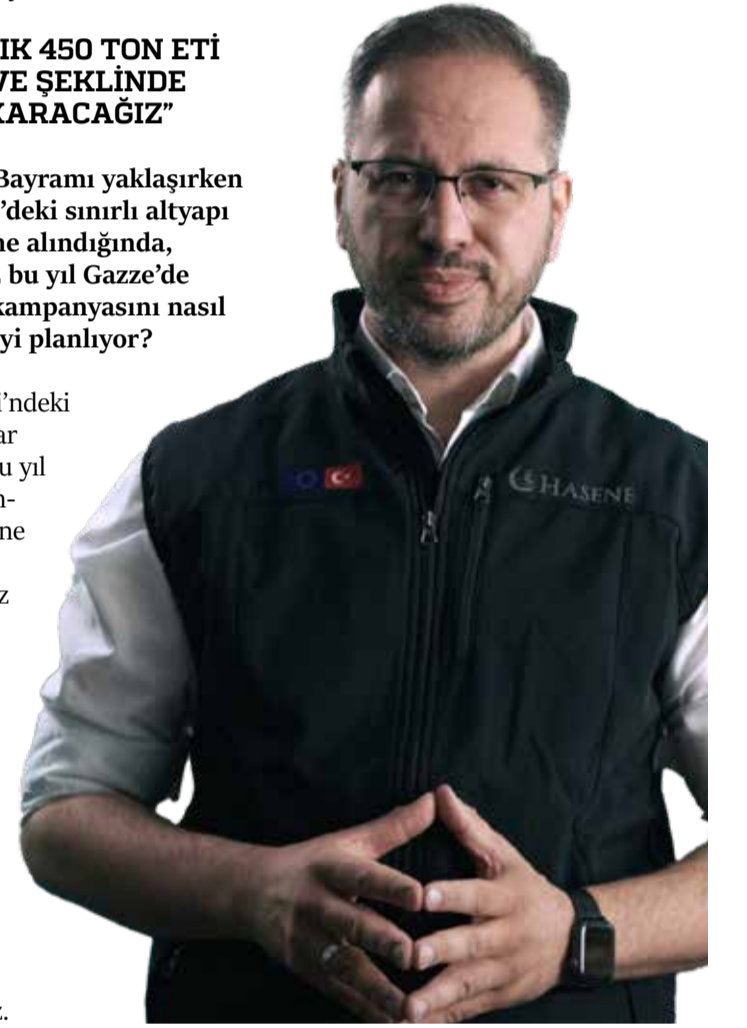 IK 450 TON ETİ
VE ŞEKLİNDE
KARACAĞIZ”
Bayramı yaklaşırken
’deki sınırlı altyapı
ne alındığında,
bu yıl Gazze’de
kampanyasını nasıl
yi planlıyor?
i’ndeki
ar
u yıl
n-
ne
z
z.
HASENE